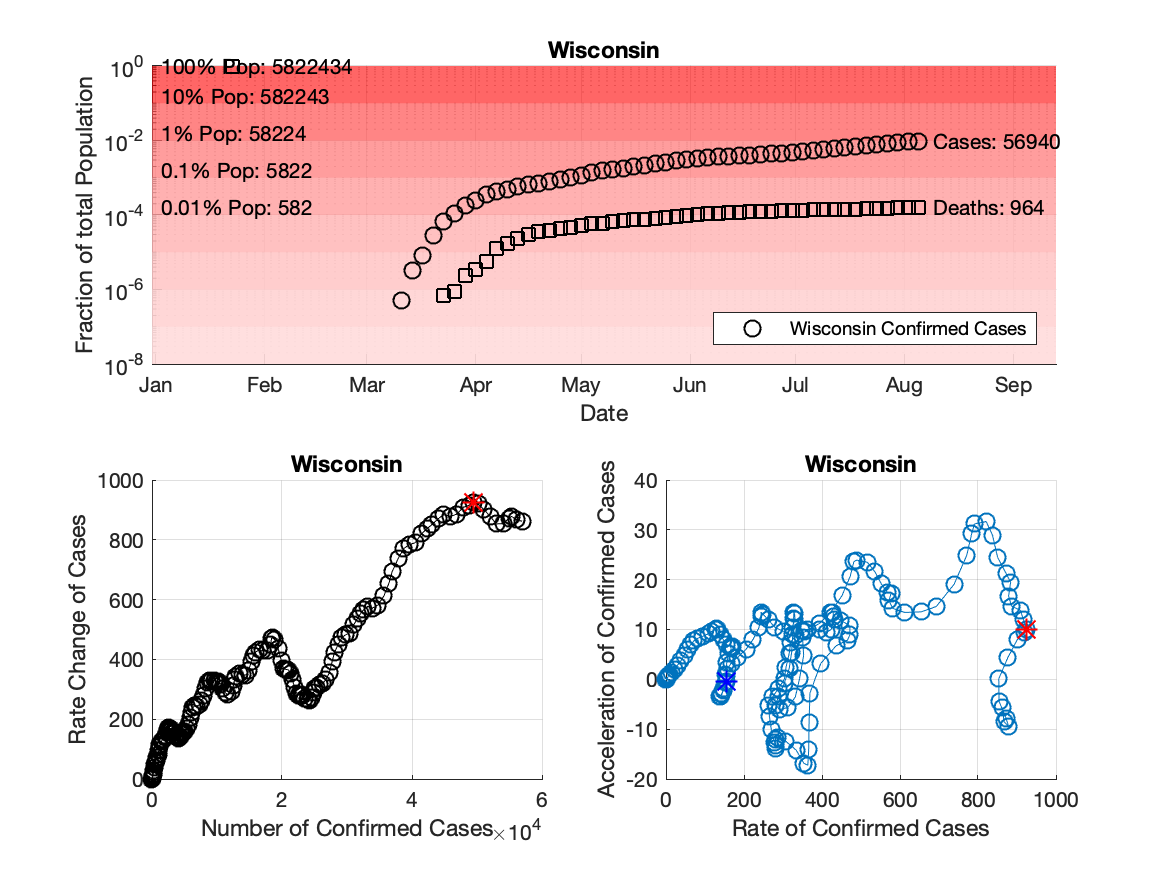 Wisconsin
Fraction of total Population
10^0
10^-2
10^-4
10^-6
10^-8
100% Pop: 5822434
10% Pop: 582243
1% Pop: 58224
0.1% Pop: 5822
0.01% Pop: 582
Cases: 56940
Deaths: 964
Wisconsin Confirmed Cases
Jan Feb Mar Apr May Jun Jul Aug Sep
Date
Wisconsin
Rate Change of Cases
1000
800
600
400
200
0
0 2 4 6
Number of Confirmed Cases ×10^4
Wisconsin
Acceleration of Confirmed Cases
40
30
20
10
0
-10
-20
0 200 400 600 800 1000
Rate of Confirmed Cases